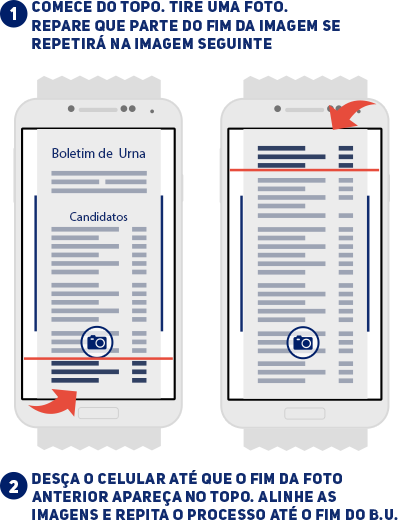 1
COMECE DO TOPO. TIRE UMA FOTO.
REPARE QUE PARTE DO FIM DA IMAGEM SE
REPETIRÁ NA IMAGEM SEGUINTE
Boletim de Urna
Candidatos
2
DESÇA O CELULAR ATÉ QUE O FIM DA FOTO
ANTERIOR APAREÇA NO TOPO. ALINHE AS
IMAGENS E REPITA O PROCESSO ATÉ O FIM DO B.U.